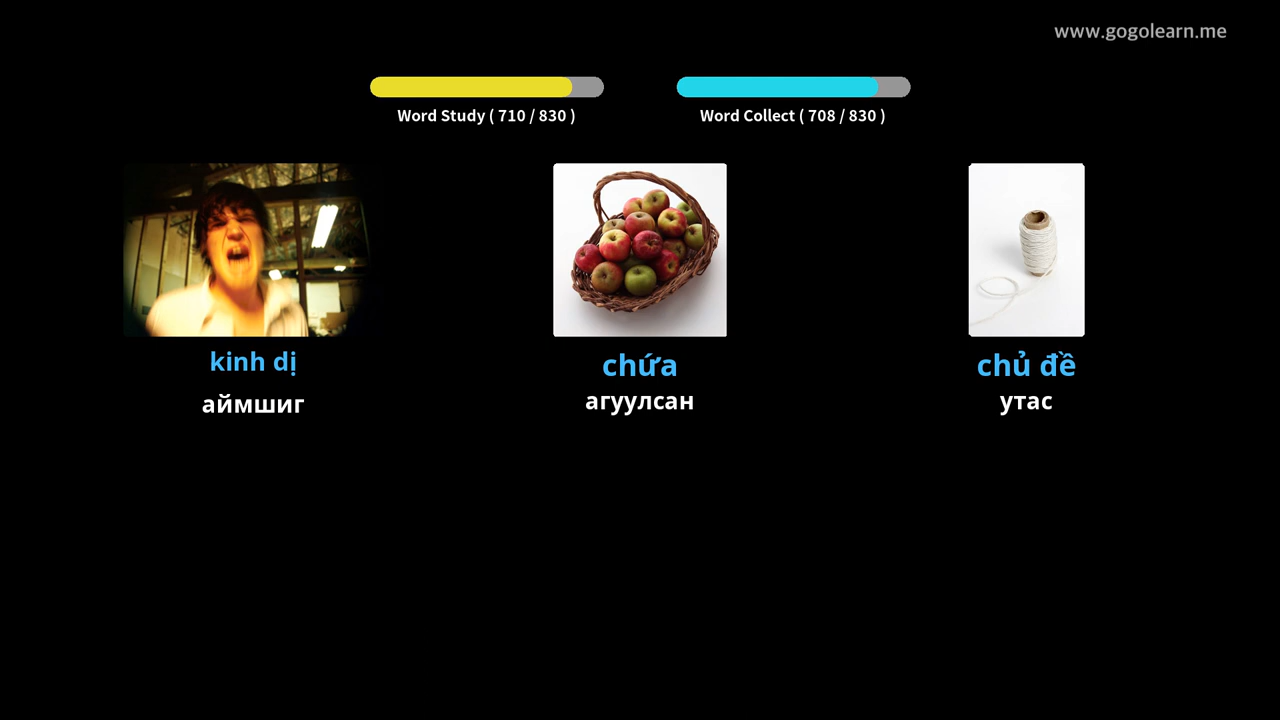 www.gogolearn.me
Word Study ( 710 / 830 )
Word Collect ( 708 / 830 )
kinh dị
chứa
chủ đề
аймшиг
агуулсан
утас